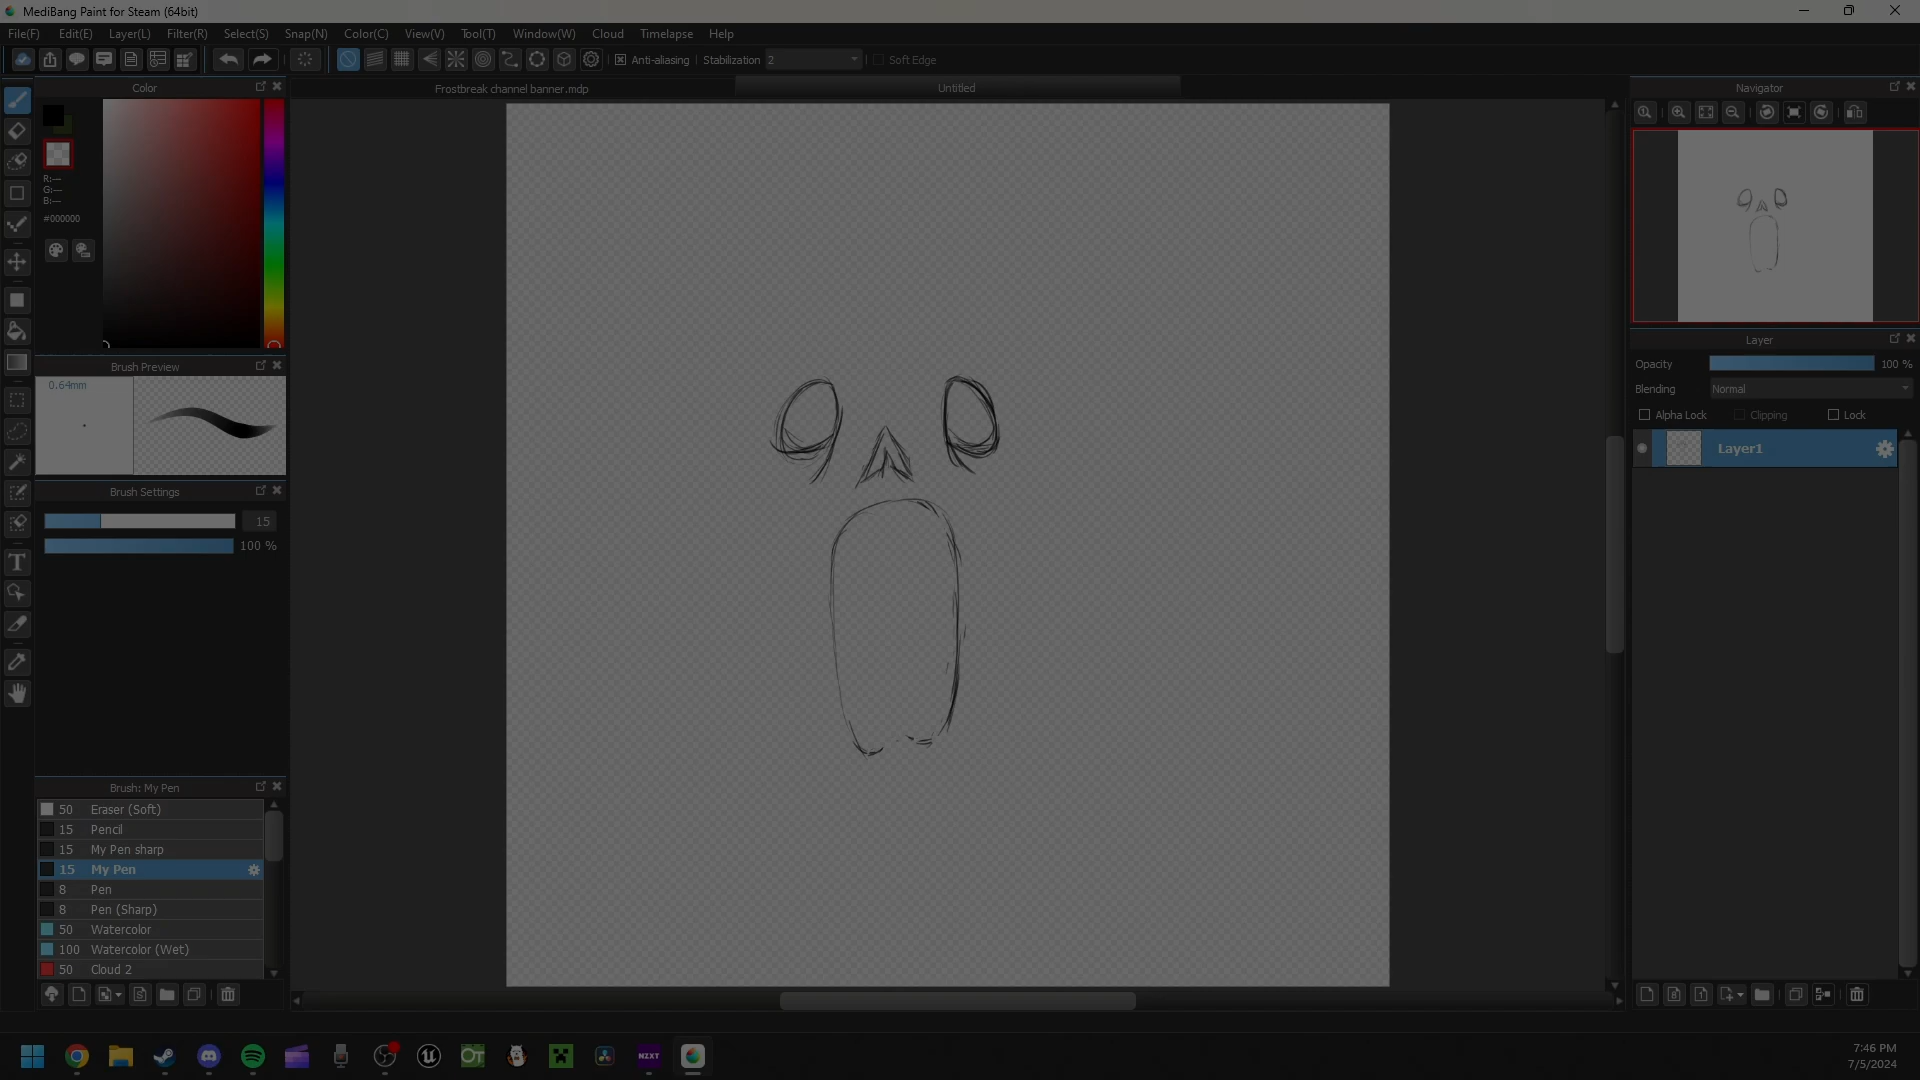 MediBang Paint for Steam (64bit)
File(F) Edit(E) Layer(L) Filter(R) Select(S) Snap(N) Color(C) View(V) Tool(T) Window(W) Cloud Timelapse Help
Anti-aliasing Stabilization 2 Soft Edge
Color
Frostbreak channel banner.mdp
Untitled
Navigator
R:---
G:---
B:---
#000000
Layer
Opacity 100 %
Blending Normal
Alpha Lock Clipping Lock
Layer1
Brush Preview
0.64mm
Brush Settings
15
100 %
Brush: My Pen
50 Eraser (Soft)
15 Pencil
15 My Pen sharp
15 My Pen
8 Pen
8 Pen (Sharp)
50 Watercolor
100 Watercolor (Wet)
50 Cloud 2
T
OT
NZXT
7:46 PM
7/5/2024